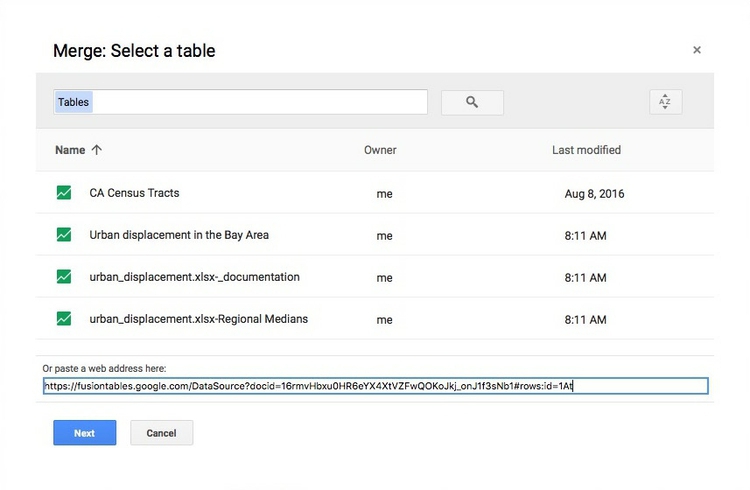 Merge: Select a table
×
Tables
AZ
Name Owner Last modified
CA Census Tracts me Aug 8, 2016
Urban displacement in the Bay Area me 8:11 AM
urban_displacement.xlsx-_documentation me 8:11 AM
urban_displacement.xlsx-Regional Medians me 8:11 AM
Or paste a web address here:
https://fusiontables.google.com/DataSource?docid=16rmvHbxu0HR6eYX4XtVZFwQOKoJkj_onJ1f3sNb1#rows:id=1At
Next Cancel